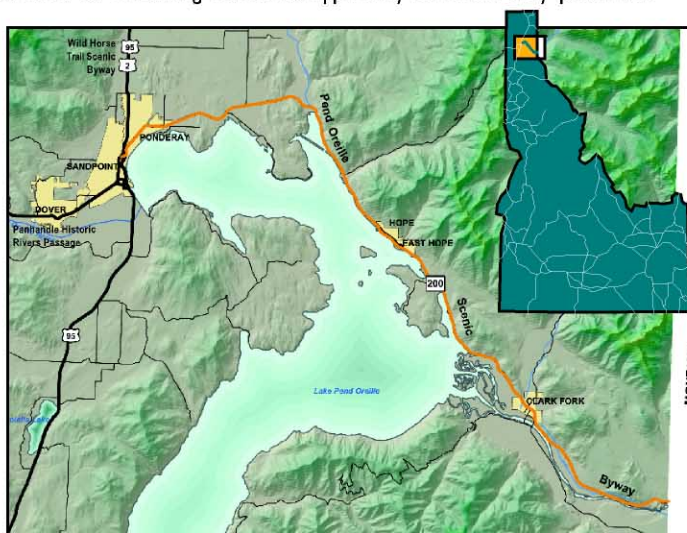 Wild Horse
Trail Scenic
Byway
95
2
Pend Oreille
PONDERAY
SANDPOINT
DOVER
Panhandle Historic
Rivers Passage
HOPE
EAST HOPE
200
Scenic
95
Lake Pend Oreille
CLARK FORK
Byway